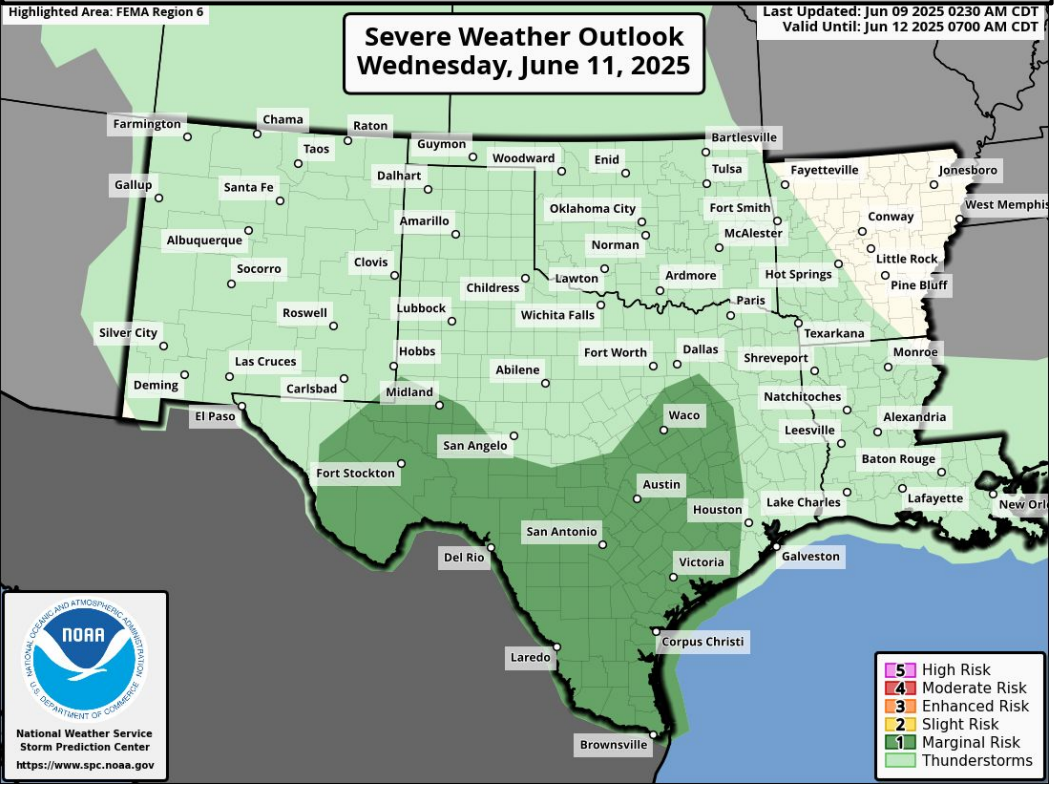 Highlighted Area: FEMA Region 6
Severe Weather Outlook
Wednesday, June 11, 2025
Last Updated: Jun 09 2025 0230 AM CDT
Valid Until: Jun 12 2025 0700 AM CDT
Farmington
Chama
Raton
Taos
Guymon
Woodward
Enid
Bartlesville
Tulsa
Fayetteville
Jonesboro
Gallup
Santa Fe
Dalhart
Amarillo
Oklahoma City
Fort Smith
Conway
West Memphis
Albuquerque
Norman
McAlester
Little Rock
Socorro
Clovis
Childress
Lawton
Ardmore
Hot Springs
Pine Bluff
Roswell
Lubbock
Wichita Falls
Paris
Texarkana
Silver City
Las Cruces
Hobbs
Fort Worth
Dallas
Shreveport
Monroe
Deming
Carlsbad
Midland
Abilene
Natchitoches
El Paso
Waco
Leesville
Alexandria
San Angelo
Fort Stockton
Baton Rouge
Austin
Houston
Lake Charles
Lafayette
New Orl
San Antonio
Del Rio
Victoria
Galveston
Laredo
Corpus Christi
Brownsville
NATIONAL OCEANIC AND ATMOSPHERIC ADMINISTRATION
NOAA
U.S. DEPARTMENT OF COMMERCE
National Weather Service
Storm Prediction Center
https://www.spc.noaa.gov
5 High Risk
4 Moderate Risk
3 Enhanced Risk
2 Slight Risk
1 Marginal Risk
Thunderstorms